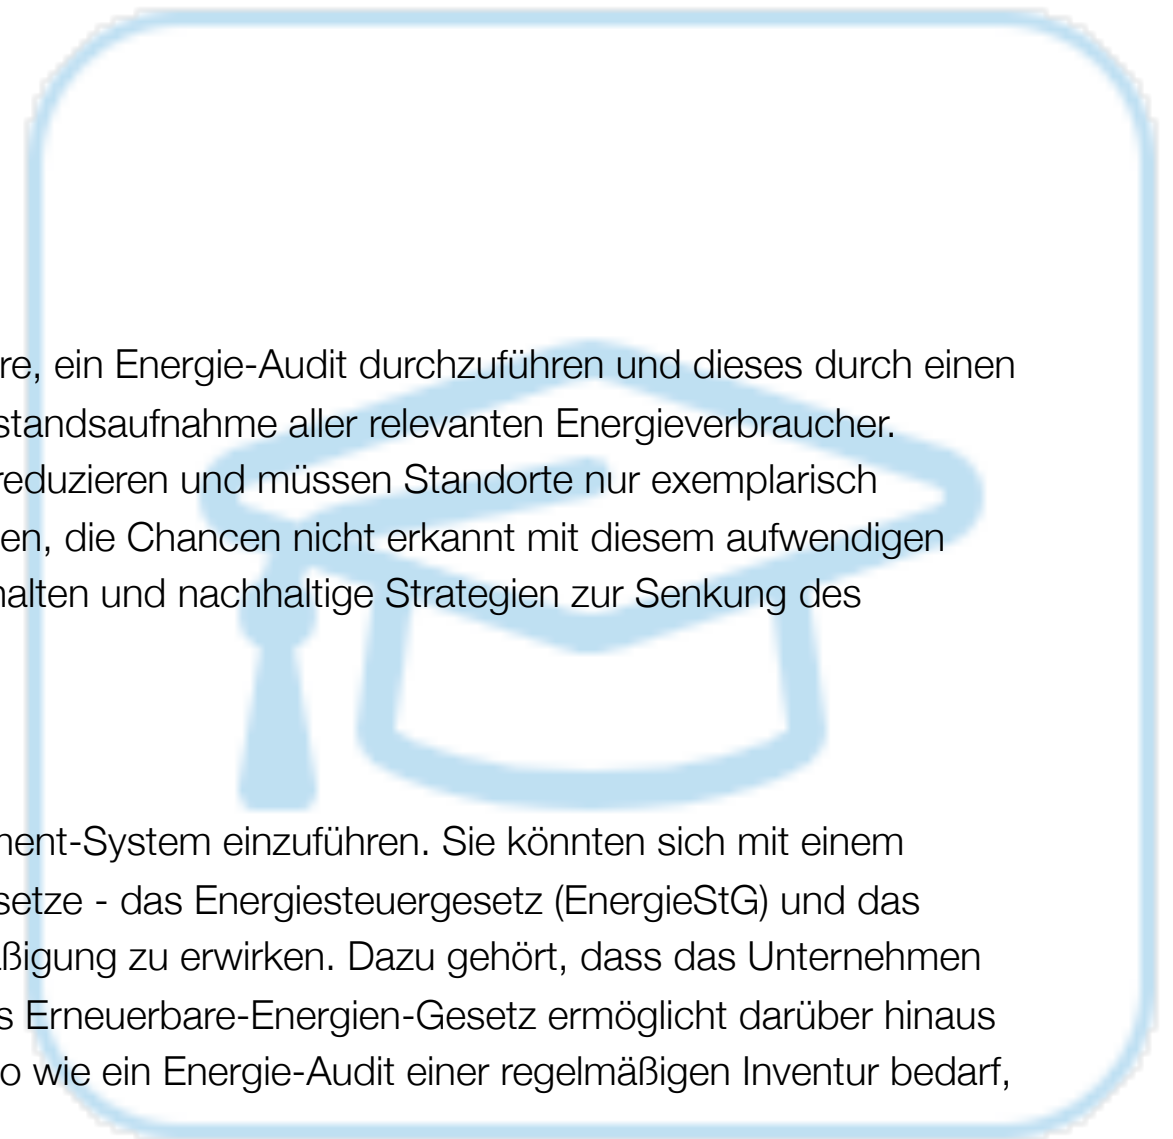 re, ein Energie-Audit durchzuführen und dieses durch einen
standsaufnahme aller relevanten Energieverbraucher.
reduzieren und müssen Standorte nur exemplarisch
en, die Chancen nicht erkannt mit diesem aufwendigen
halten und nachhaltige Strategien zur Senkung des
ment-System einzuführen. Sie könnten sich mit einem
setze - das Energiesteuergesetz (EnergieStG) und das
äßigung zu erwirken. Dazu gehört, dass das Unternehmen
s Erneuerbare-Energien-Gesetz ermöglicht darüber hinaus
o wie ein Energie-Audit einer regelmäßigen Inventur bedarf,